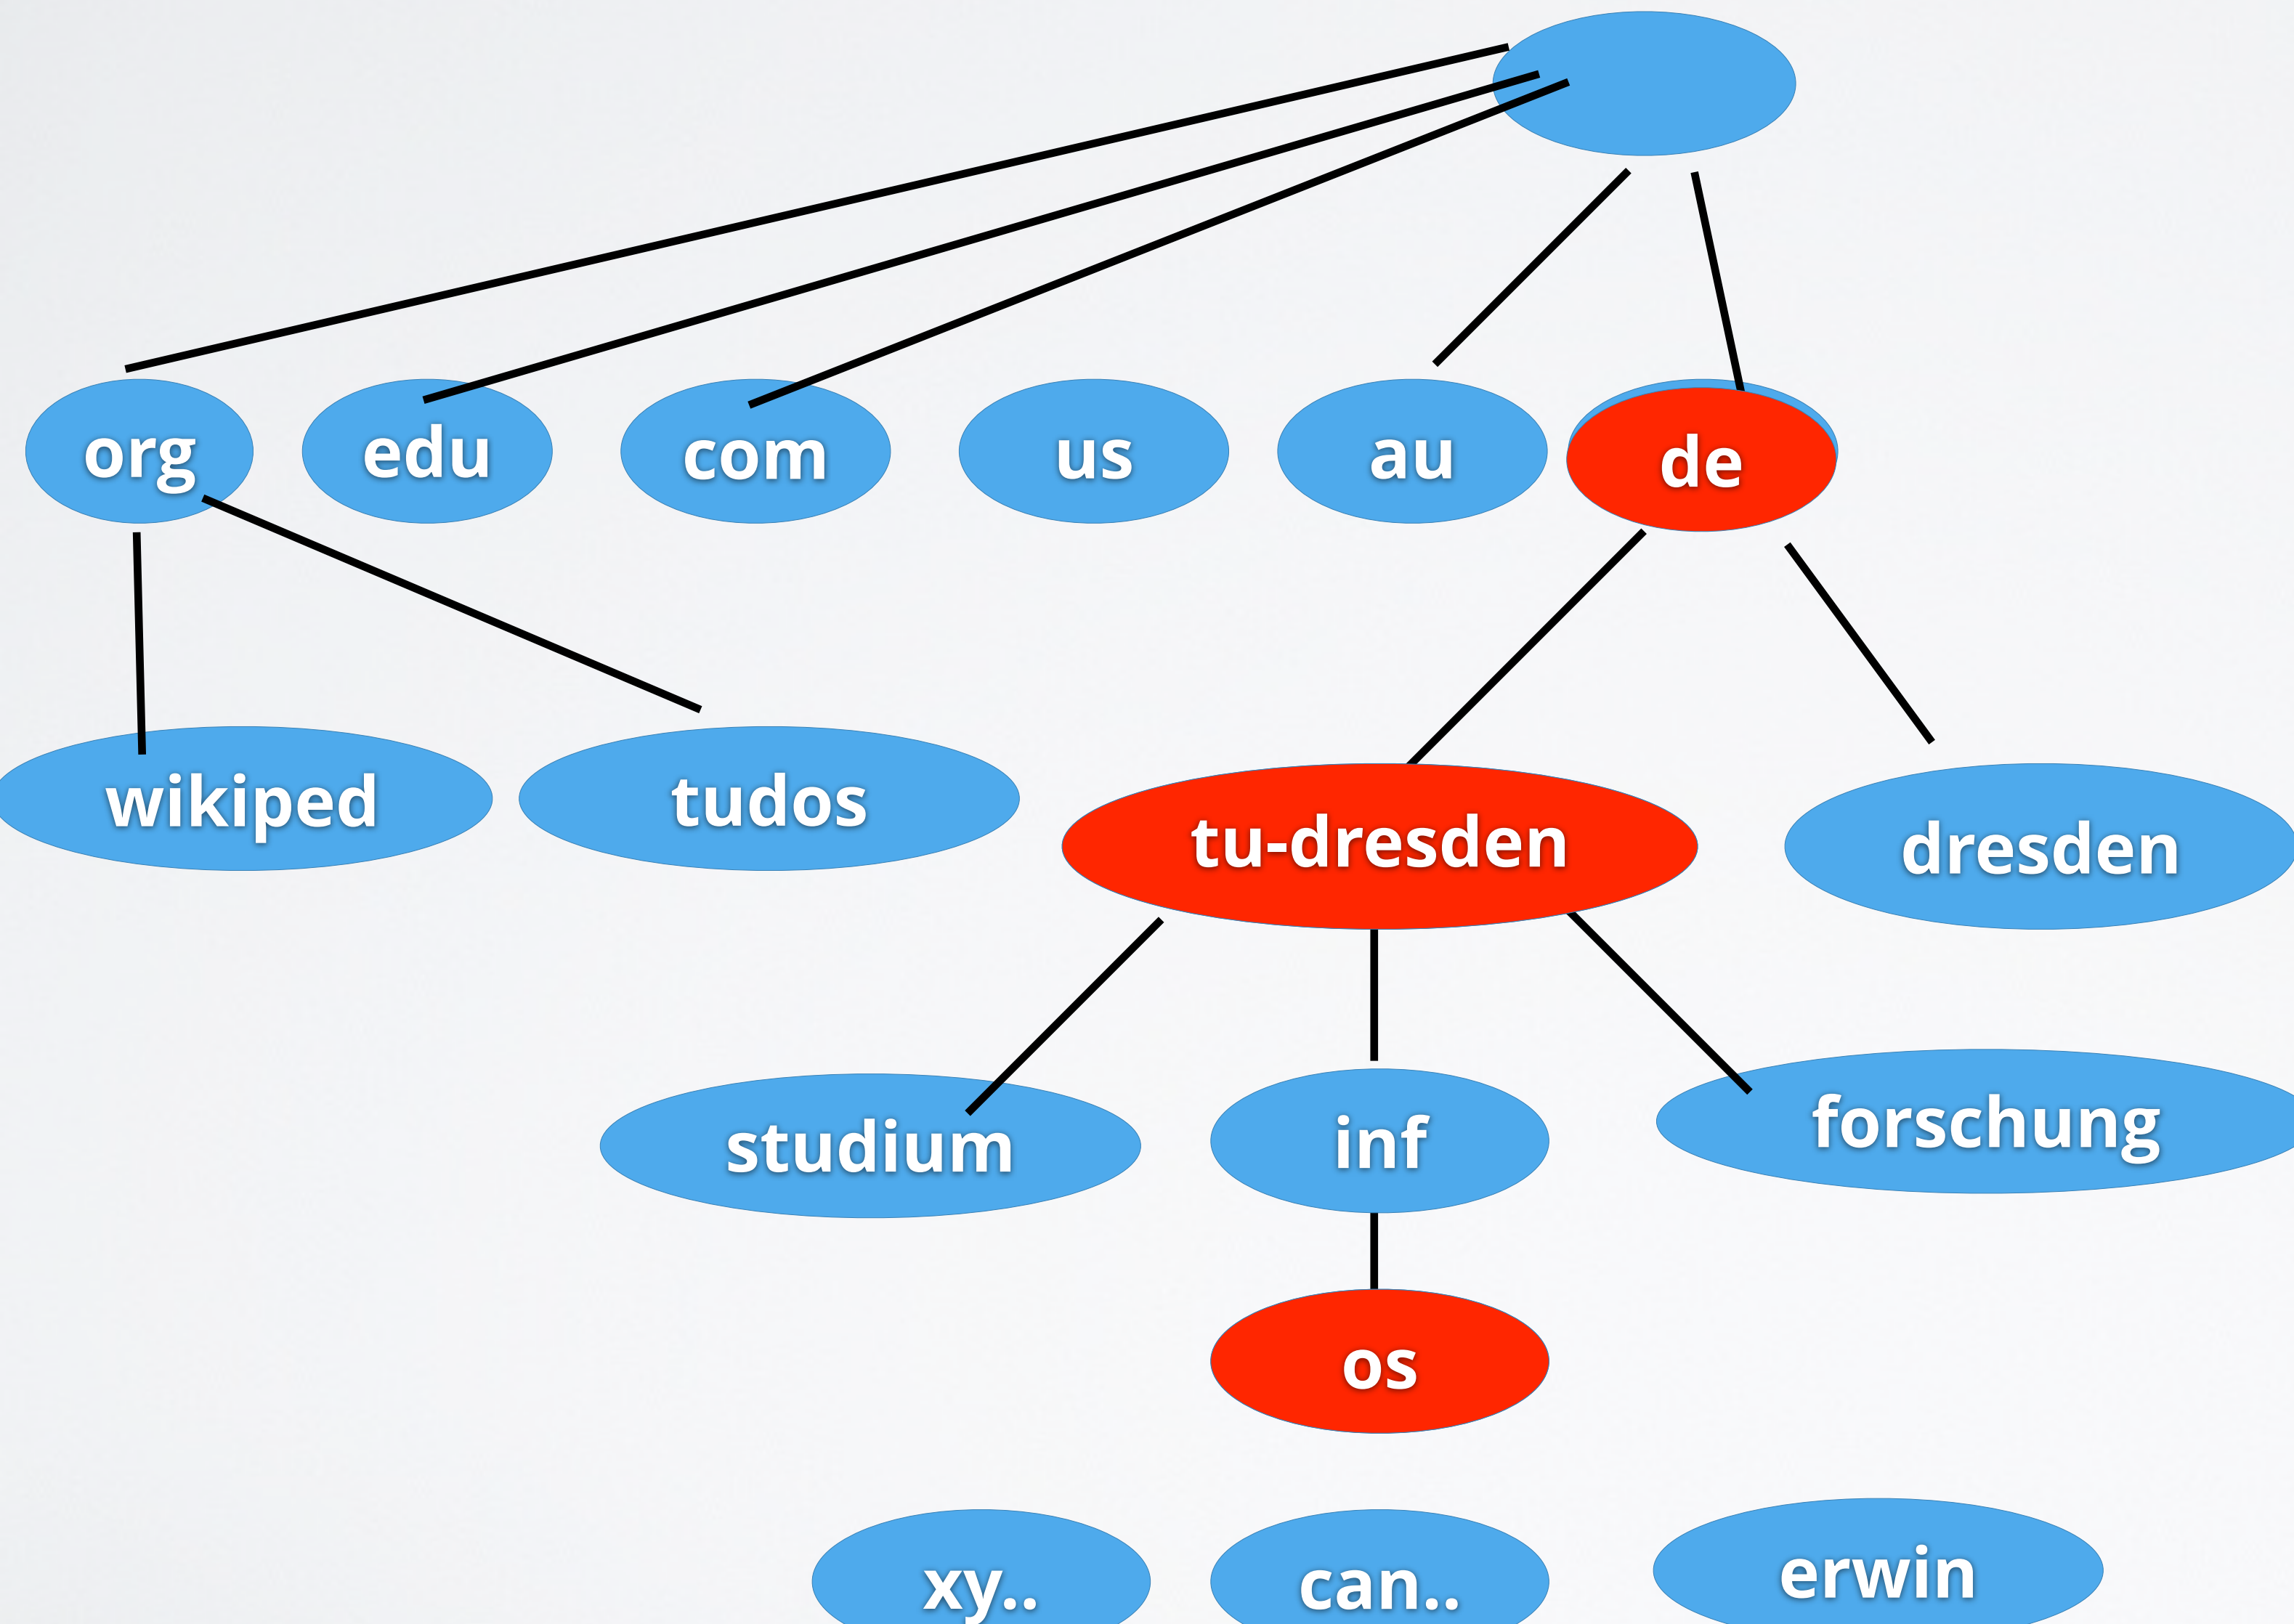 org
edu
com
us
au
de
wikiped
tudos
tu-dresden
dresden
studium
inf
forschung
os
xy..
can..
erwin